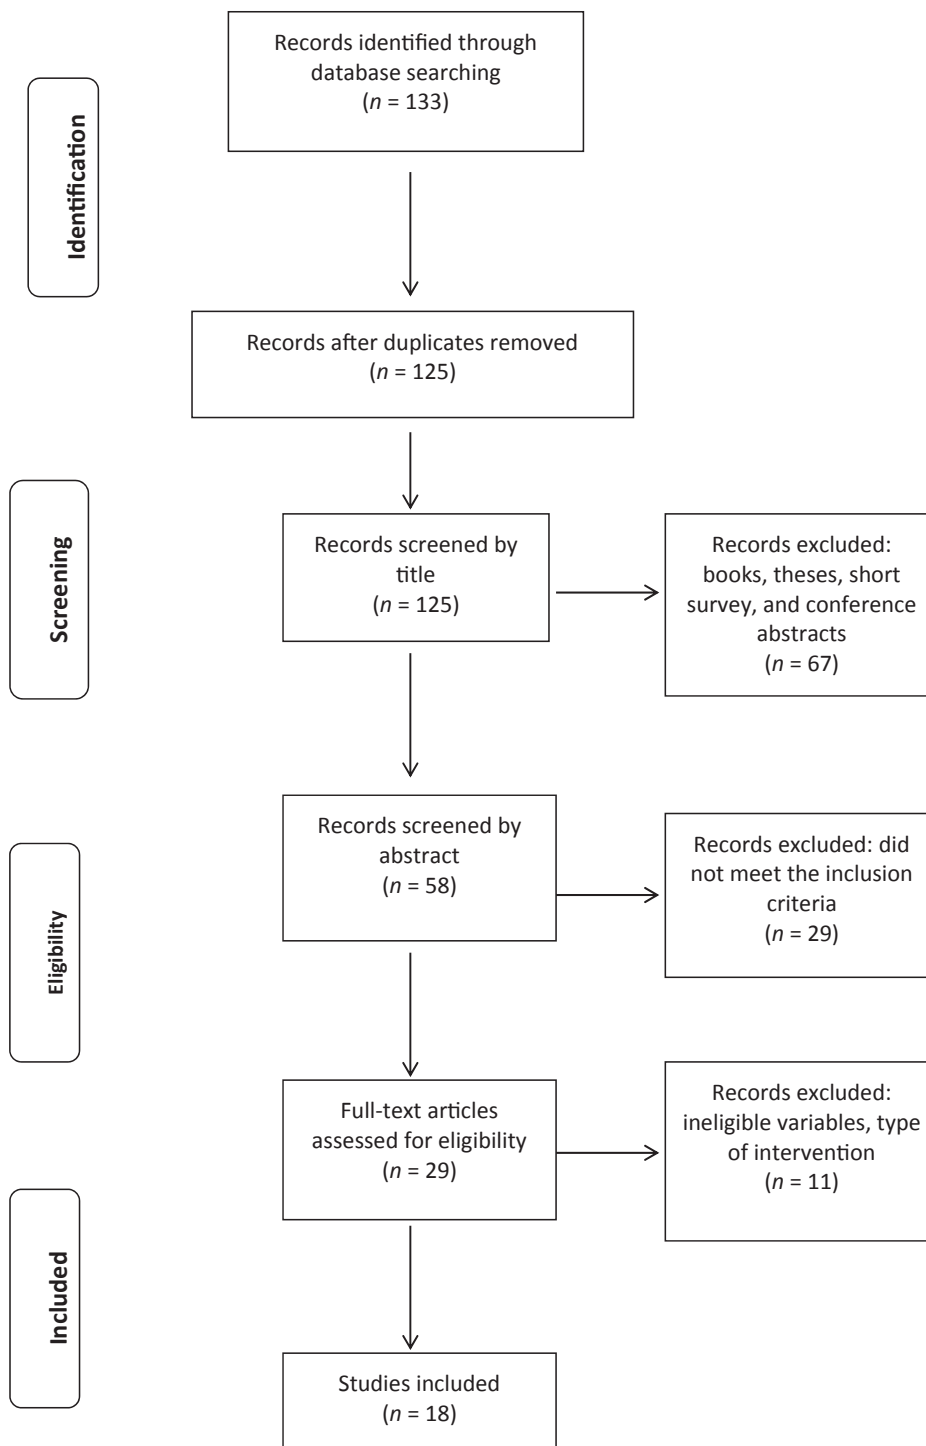 Identification
Records identified through
database searching
(n = 133)
Records after duplicates removed
(n = 125)
Screening
Records screened by
title
(n = 125)
Records excluded:
books, theses, short
survey, and conference
abstracts
(n = 67)
Eligibility
Records screened by
abstract
(n = 58)
Records excluded: did
not meet the inclusion
criteria
(n = 29)
Full-text articles
assessed for eligibility
(n = 29)
Records excluded:
ineligible variables, type
of intervention
(n = 11)
Included
Studies included
(n = 18)